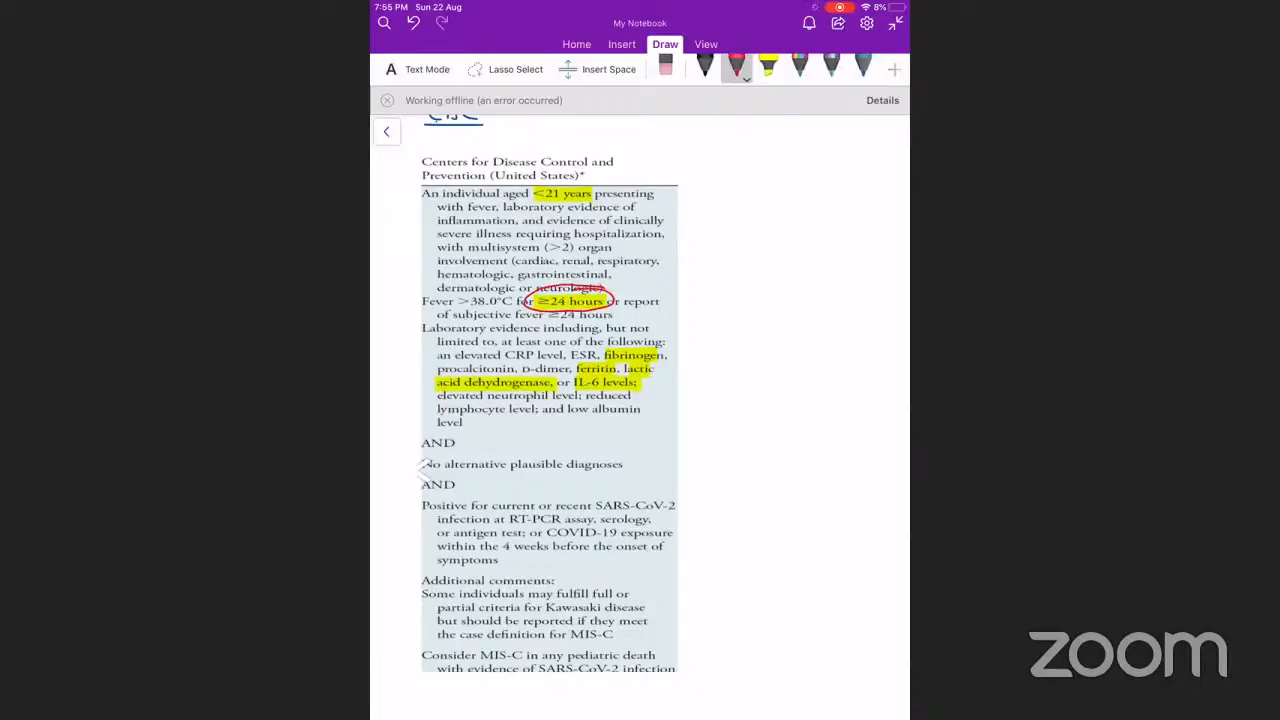 7:55 PM Sun 22 Aug
8%
My Notebook
Home Insert Draw View
Text Mode Lasso Select Insert Space
Working offline (an error occurred) Details
Centers for Disease Control and
Prevention (United States)*
An individual aged <21 years presenting
with fever, laboratory evidence of
inflammation, and evidence of clinically
severe illness requiring hospitalization,
with multisystem (>2) organ
involvement (cardiac, renal, respiratory,
hematologic, gastrointestinal,
dermatologic or neurologic)
Fever >38.0°C for ≥24 hours or report
of subjective fever ≥24 hours
Laboratory evidence including, but not
limited to, at least one of the following:
an elevated CRP level, ESR, fibrinogen,
procalcitonin, D-dimer, ferritin, lactic
acid dehydrogenase, or IL-6 levels;
elevated neutrophil level; reduced
lymphocyte level; and low albumin
level
AND
No alternative plausible diagnoses
AND
Positive for current or recent SARS-CoV-2
infection at RT-PCR assay, serology,
or antigen test; or COVID-19 exposure
within the 4 weeks before the onset of
symptoms
Additional comments:
Some individuals may fulfill full or
partial criteria for Kawasaki disease
but should be reported if they meet
the case definition for MIS-C
Consider MIS-C in any pediatric death
with evidence of SARS-CoV-2 infection
zoom